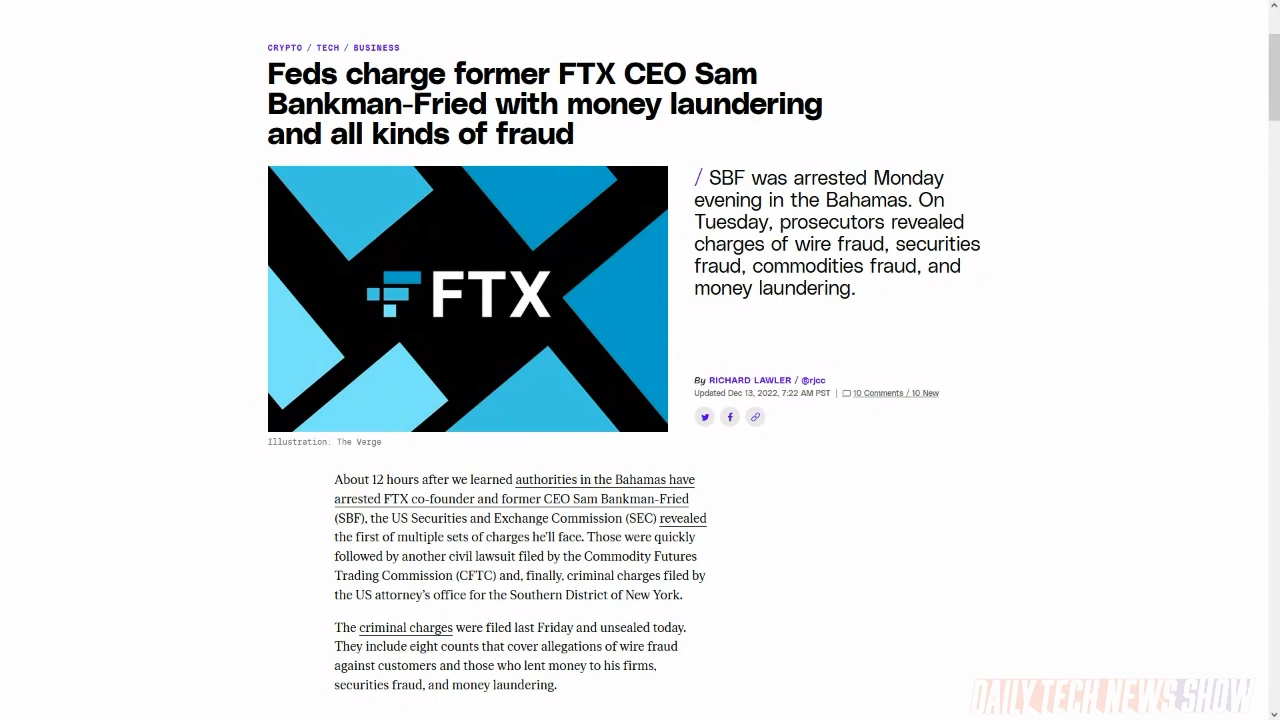 CRYPTO / TECH / BUSINESS
Feds charge former FTX CEO Sam
Bankman-Fried with money laundering
and all kinds of fraud
FTX
/ SBF was arrested Monday
evening in the Bahamas. On
Tuesday, prosecutors revealed
charges of wire fraud, securities
fraud, commodities fraud, and
money laundering.
By RICHARD LAWLER / @rjcc
Updated Dec 13, 2022, 7:22 AM PST | 10 Comments / 10 New
Illustration: The Verge
About 12 hours after we learned authorities in the Bahamas have
arrested FTX co-founder and former CEO Sam Bankman-Fried
(SBF), the US Securities and Exchange Commission (SEC) revealed
the first of multiple sets of charges he'll face. Those were quickly
followed by another civil lawsuit filed by the Commodity Futures
Trading Commission (CFTC) and, finally, criminal charges filed by
the US attorney's office for the Southern District of New York.
The criminal charges were filed last Friday and unsealed today.
They include eight counts that cover allegations of wire fraud
against customers and those who lent money to his firms,
securities fraud, and money laundering.
DAILY TECH NEWS SHOW